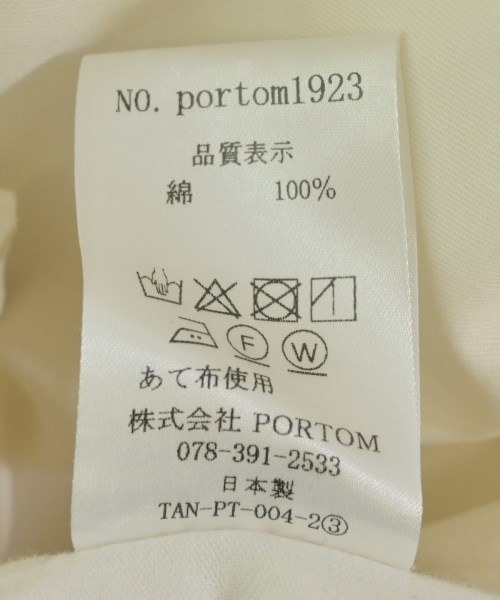 NO. portom1923
品質表示
綿 100%
F W
あて布使用
株式会社 PORTOM
078-391-2533
日本製
TAN-PT-004-2③